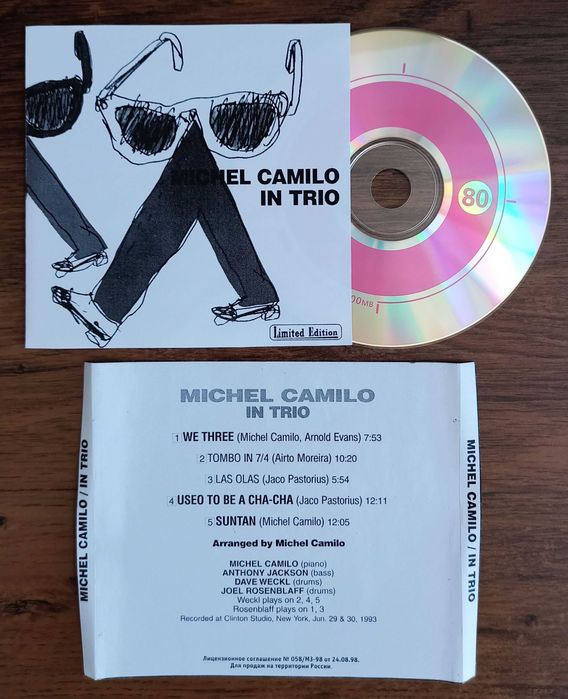 MICHEL CAMILO
IN TRIO
Limited Edition
80
00MB
MICHEL CAMILO
IN TRIO
1 WE THREE (Michel Camilo, Arnold Evans) 7:53
2 TOMBO IN 7/4 (Airto Moreira) 10:20
3 LAS OLAS (Jaco Pastorius) 5:54
4 USEO TO BE A CHA-CHA (Jaco Pastorius) 12:11
5 SUNTAN (Michel Camilo) 12:05
Arranged by Michel Camilo
MICHEL CAMILO (piano)
ANTHONY JACKSON (bass)
DAVE WECKL (drums)
JOEL ROSENBLAFF (drums)
Weckl plays on 2, 4, 5
Rosenblaff plays on 1, 3
Recorded at Clinton Studio, New York, Jun. 29 & 30, 1993
Лицензионное соглашение № 058/МЗ-98 от 24.08.98.
Для продаж на территории России.
MICHEL CAMILO / IN TRIO
MICHEL CAMILO / IN TRIO